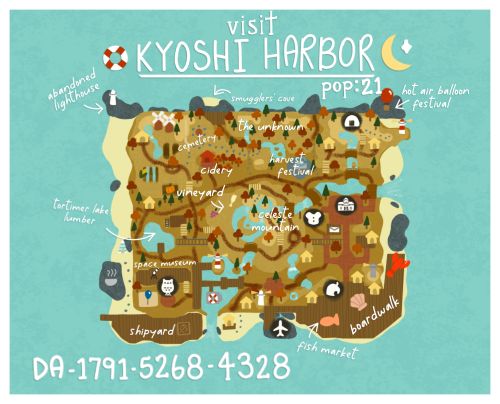 visit
KYOSHI HARBOR
pop:21
abandoned
lighthouse
smugglers' cove
hot air balloon
festival
the unknown
cemetery
cidery
harvest
festival
vineyard
tortimer lake
lumber
celeste
mountain
space museum
shipyard
boardwalk
fish market
DA-1791-5268-4328